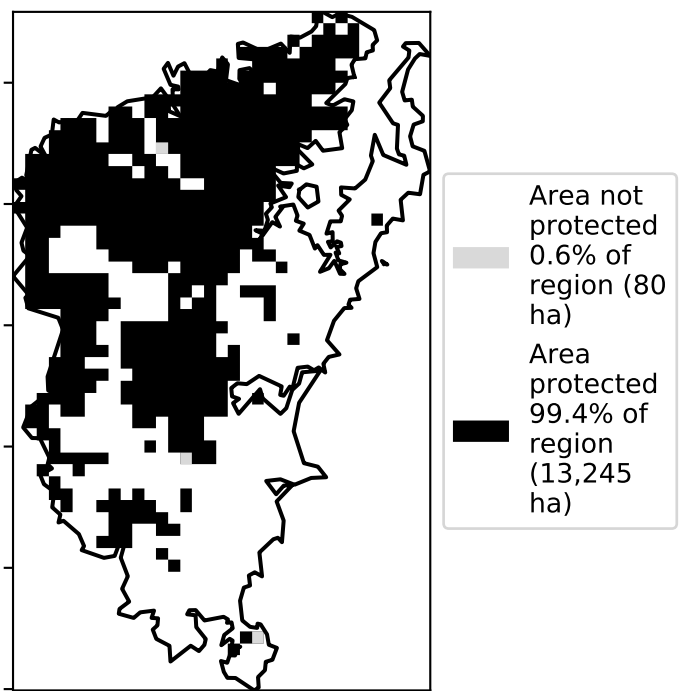 Area not
protected
0.6% of
region (80
ha)
Area
protected
99.4% of
region
(13,245
ha)